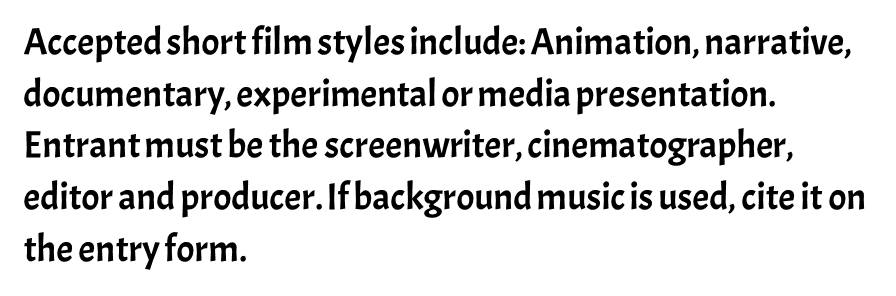 Accepted short film styles include: Animation, narrative,
documentary, experimental or media presentation.
Entrant must be the screenwriter, cinematographer,
editor and producer. If background music is used, cite it on
the entry form.